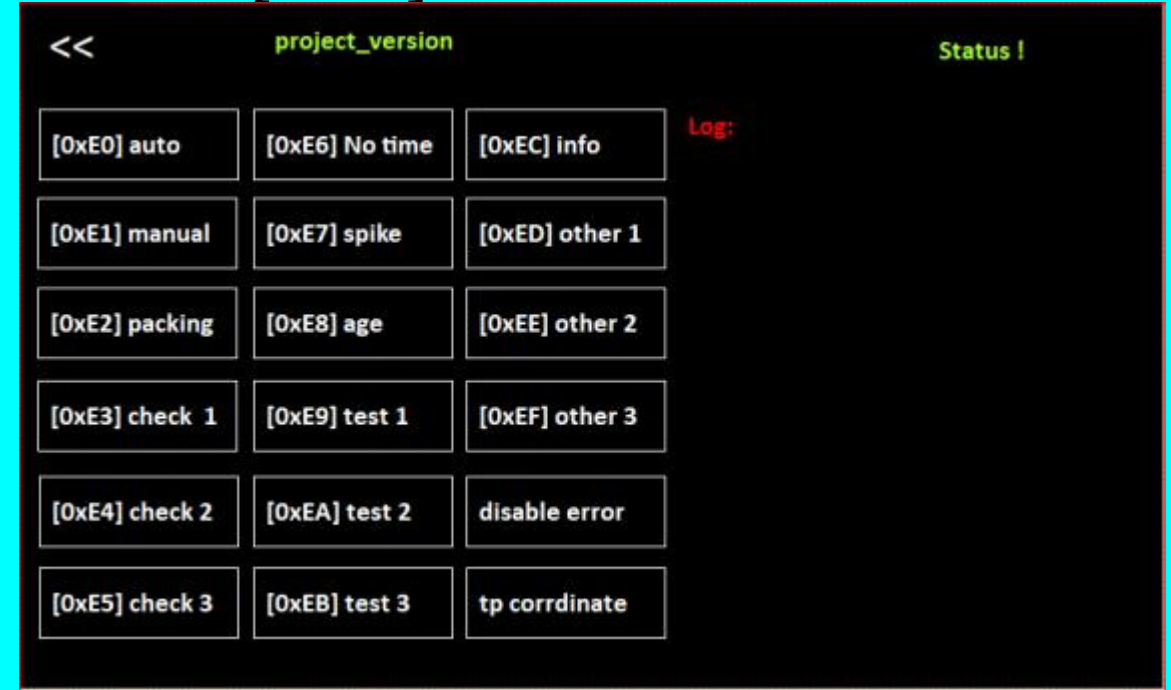 << project_version Status !
[0xE0] auto [0xE6] No time [0xEC] info Log:
[0xE1] manual [0xE7] spike [0xED] other 1
[0xE2] packing [0xE8] age [0xEE] other 2
[0xE3] check  1 [0xE9] test 1 [0xEF] other 3
[0xE4] check 2 [0xEA] test 2 disable error
[0xE5] check 3 [0xEB] test 3 tp corrdinate